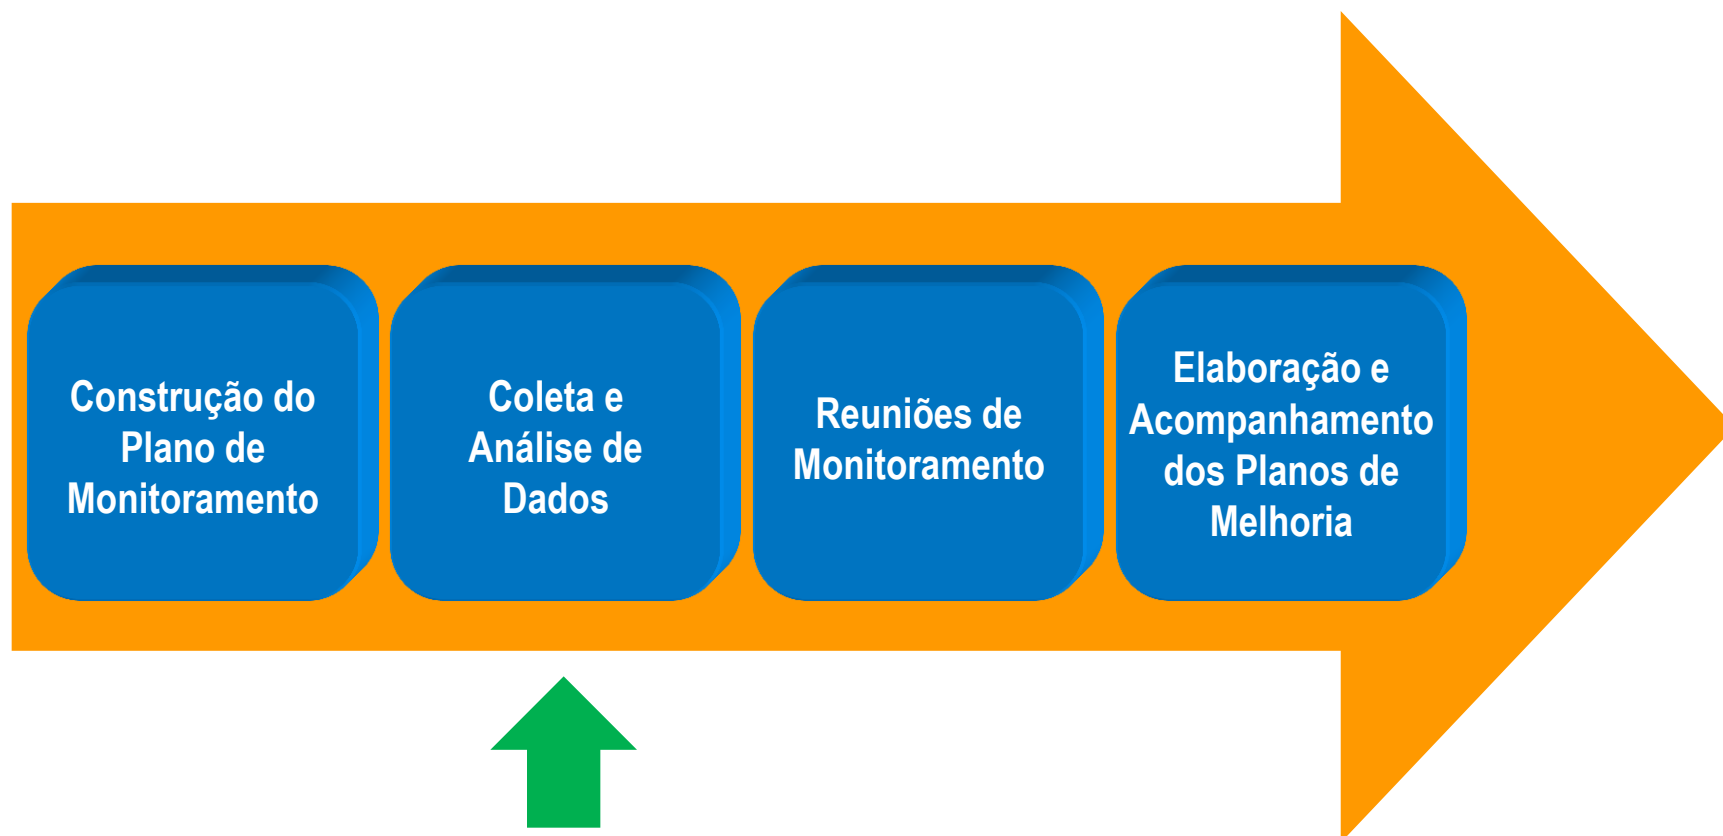 Construção do
Plano de
Monitoramento
Coleta e
Análise de
Dados
Reuniões de
Monitoramento
Elaboração e
Acompanhamento
dos Planos de
Melhoria